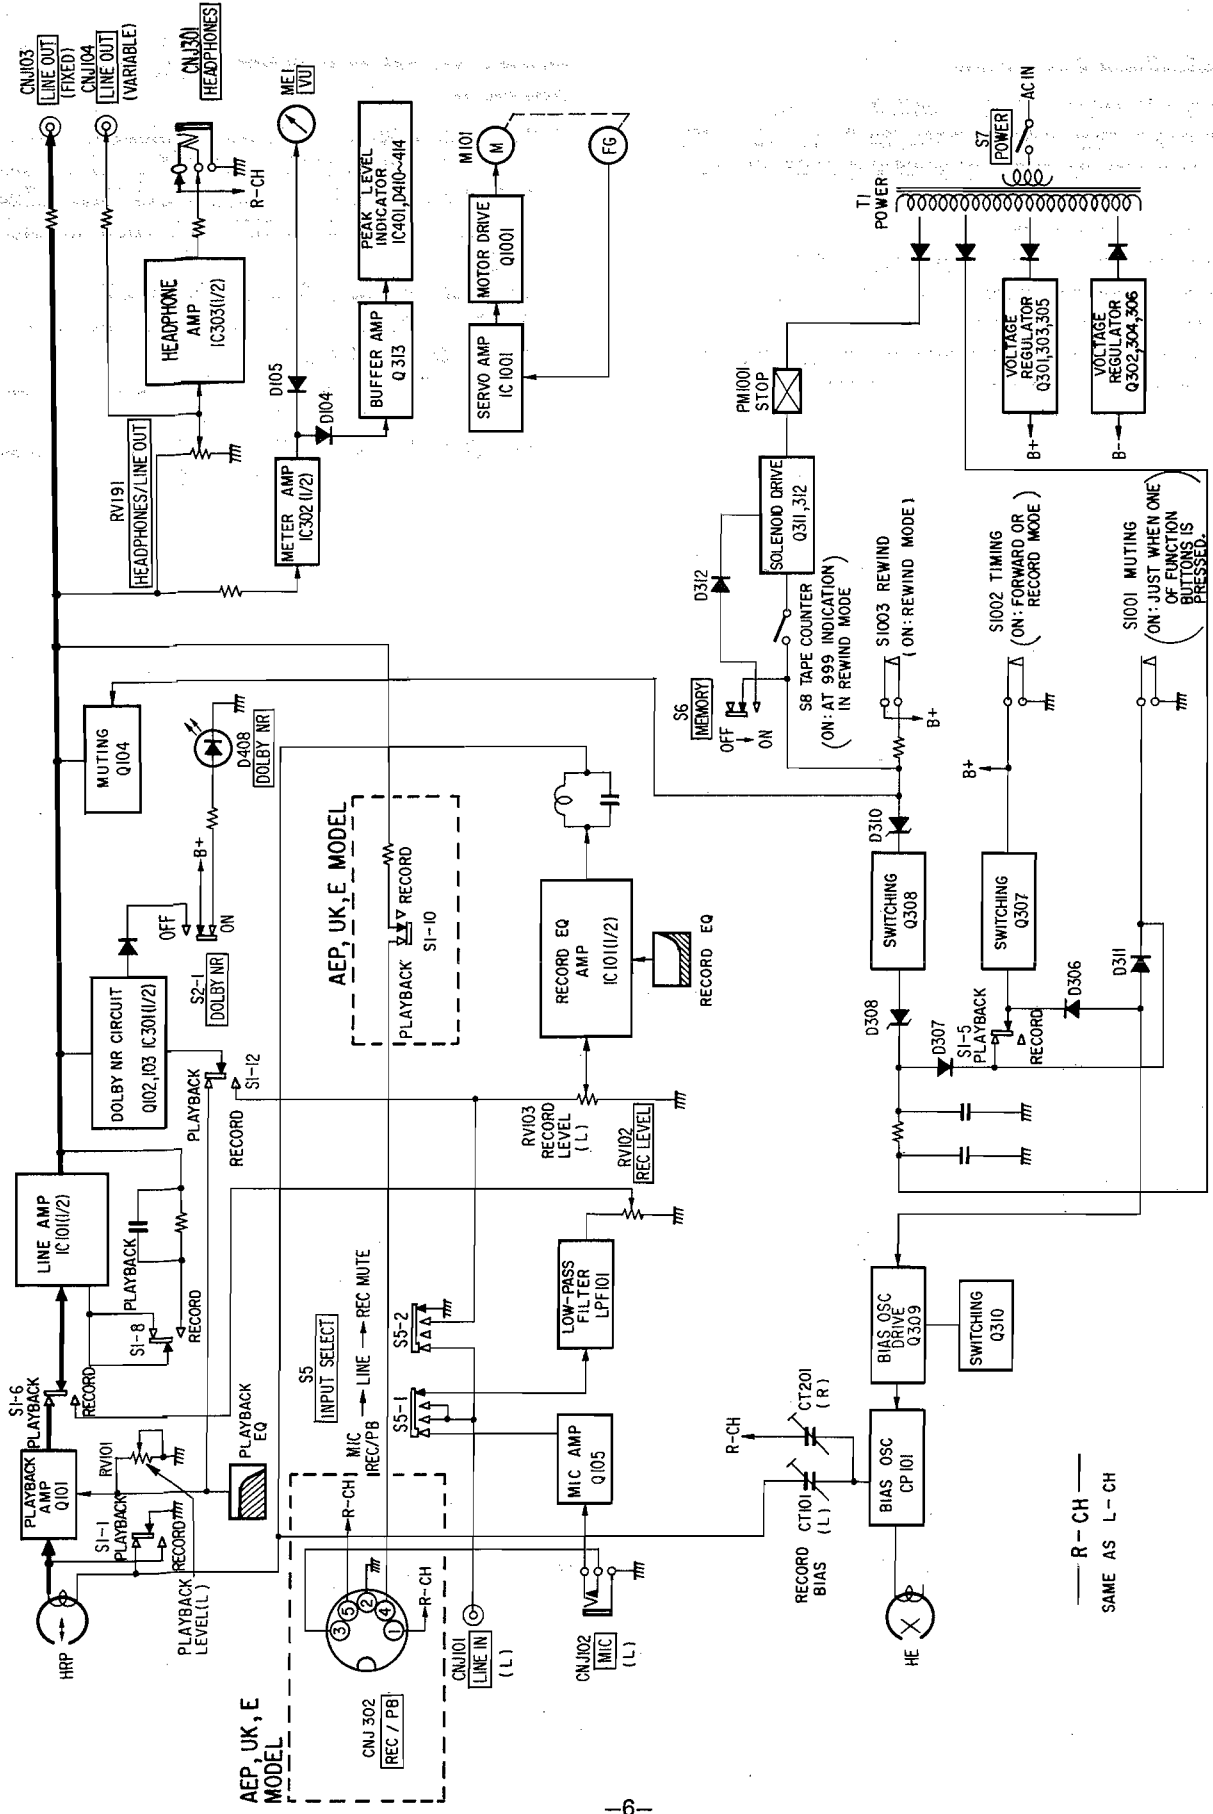 HRP
PLAYBACK
AMP
Q101
S1-6
PLAYBACK
RECORD
LINE AMP
IC101(1/2)
S1-1
PLAYBACK
RECORD
RV101
PLAYBACK
LEVEL(L)
PLAYBACK
EQ
PLAYBACK
S1-8
RECORD
DOLBY NR CIRCUIT
Q102,103 IC301(1/2)
PLAYBACK
RECORD
S1-12
OFF
B+
ON
S2-1
DOLBY NR
D408
DOLBY NR
MUTING
Q104
RV191
HEADPHONES/LINE OUT
HEADPHONE
AMP
IC303(1/2)
CNJ103
LINE OUT
(FIXED)
CNJ104
LINE OUT
(VARIABLE)
CNJ301
HEADPHONES
R-CH
METER AMP
IC302(1/2)
D105
D104
ME1
VU
BUFFER AMP
Q313
PEAK LEVEL
INDICATOR
IC401,D410~414
SERVO AMP
IC1001
MOTOR DRIVE
Q1001
M101
M
FG
AEP, UK, E
MODEL
CNJ302
REC / PB
3
5
2
4
1
R-CH
R-CH
S5
INPUT SELECT
MIC
REC/PB
LINE
REC MUTE
S5-1
S5-2
CNJ101
LINE IN
(L)
CNJ102
MIC
(L)
MIC AMP
Q105
LOW-PASS
FILTER
LPF101
RV102
REC LEVEL
RV103
RECORD
LEVEL
(L)
AEP, UK, E MODEL
PLAYBACK
RECORD
S1-10
RECORD EQ
AMP
IC101(1/2)
RECORD EQ
S6
MEMORY
OFF
ON
D312
SOLENOID DRIVE
Q311,312
PM1001
STOP
S8 TAPE COUNTER
(ON: AT 999 INDICATION
IN REWIND MODE)
S1003 REWIND
(ON: REWIND MODE)
B+
S1002 TIMING
(ON: FORWARD OR
RECORD MODE)
B+
S1001 MUTING
(ON: JUST WHEN ONE
OF FUNCTION
BUTTONS IS
PRESSED.)
T1
POWER
S7
POWER
AC IN
VOLTAGE
REGULATOR
Q301,303,305
B+
VOLTAGE
REGULATOR
Q302,304,306
B-
D310
SWITCHING
Q308
D308
SWITCHING
Q307
D307
S1-5
PLAYBACK
RECORD
D306
D311
HE
BIAS OSC
CP101
BIAS OSC
DRIVE
Q309
SWITCHING
Q310
RECORD
BIAS
CT101
(L)
R-CH
CT201
(R)
R-CH
SAME AS L-CH
—6—